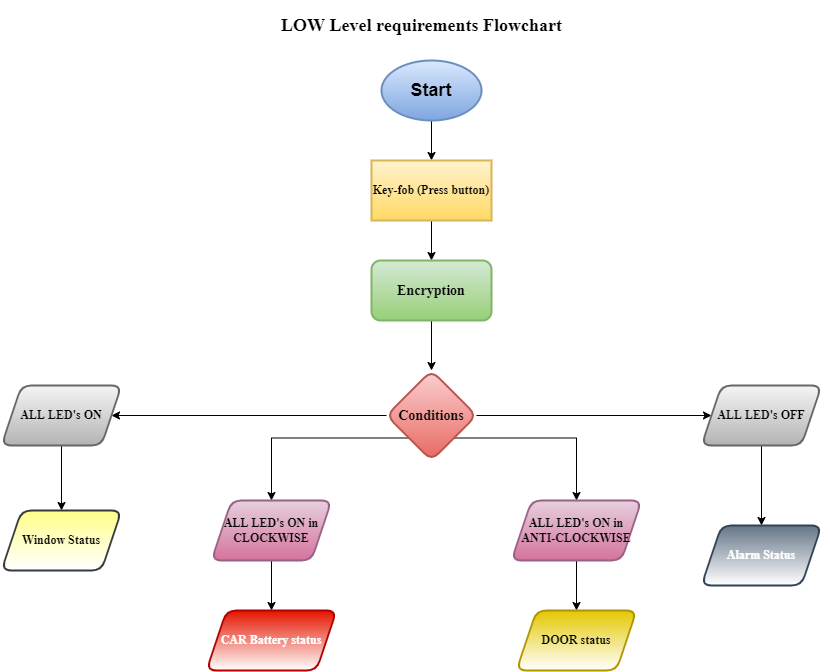 LOW Level requirements Flowchart
Start
Key-fob (Press button)
Encryption
ALL LED's ON
Conditions
ALL LED's OFF
Window Status
ALL LED's ON in
CLOCKWISE
ALL LED's ON in
ANTI-CLOCKWISE
Alarm Status
CAR Battery status
DOOR status